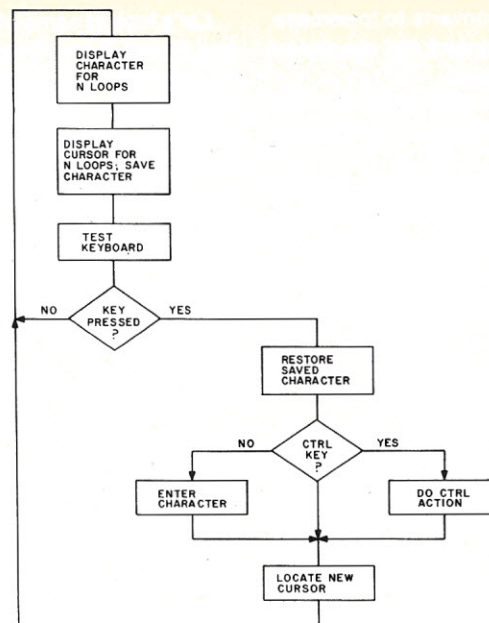 DISPLAY
CHARACTER
FOR
N LOOPS
DISPLAY
CURSOR FOR
N LOOPS; SAVE
CHARACTER
TEST
KEYBOARD
NO
KEY
PRESSED
?
YES
RESTORE
SAVED
CHARACTER
NO
CTRL
KEY
?
YES
ENTER
CHARACTER
DO CTRL
ACTION
LOCATE NEW
CURSOR